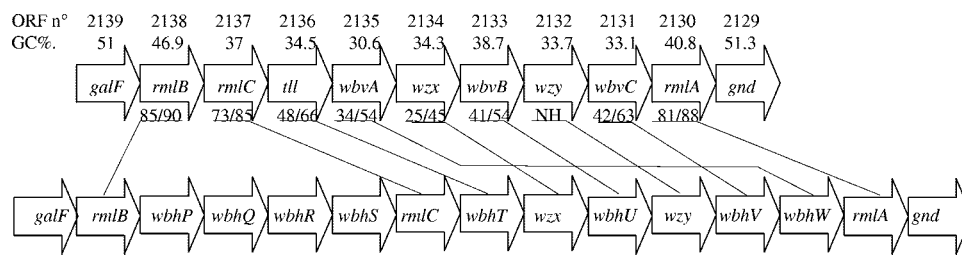 ORF n° 2139 2138 2137 2136 2135 2134 2133 2132 2131 2130 2129
GC%. 51 46.9 37 34.5 30.6 34.3 38.7 33.7 33.1 40.8 51.3
galF rmlB rmlC tll wbvA wzx wbvB wzy wbvC rmlA gnd
85/90 73/85 48/66 34/54 25/45 41/54 NH 42/63 81/88
galF rmlB wbhP wbhQ wbhR wbhS rmlC wbhT wzx wbhU wzy wbhV wbhW rmlA gnd